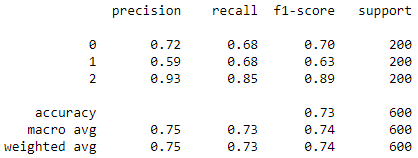 precision recall f1-score support
0 0.72 0.68 0.70 200
1 0.59 0.68 0.63 200
2 0.93 0.85 0.89 200
accuracy 0.73 600
macro avg 0.75 0.73 0.74 600
weighted avg 0.75 0.73 0.74 600